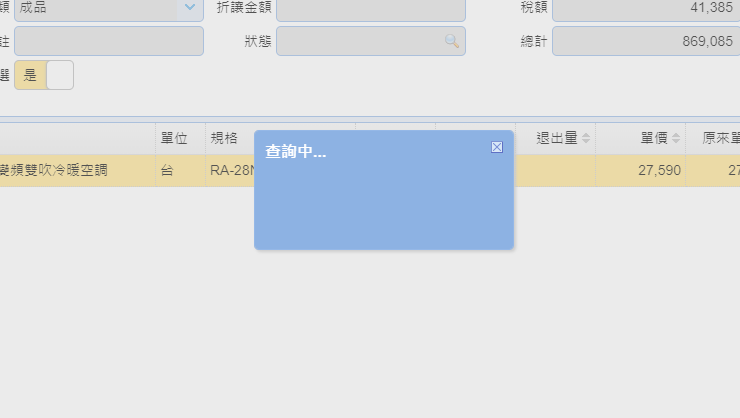 類 成品 折讓金額 稅額 41,385
註 狀態 總計 869,085
選 是
單位 規格 退出量 單價 原來單
變頻雙吹冷暖空調 台 RA-28N 27,590 27
查詢中...